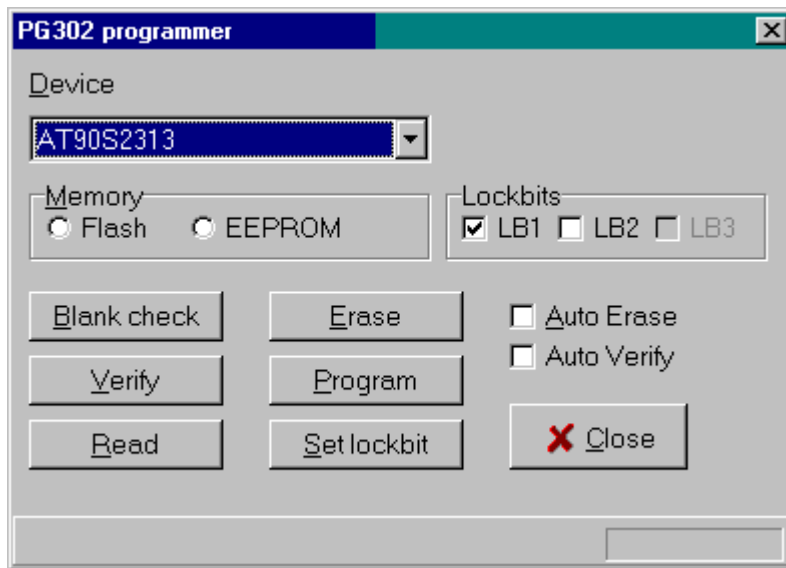 PG302 programmer
Device
AT90S2313
Memory
Flash EEPROM
Lockbits
LB1 LB2 LB3
Blank check Erase Auto Erase
Auto Verify
Verify Program
Read Set lockbit Close